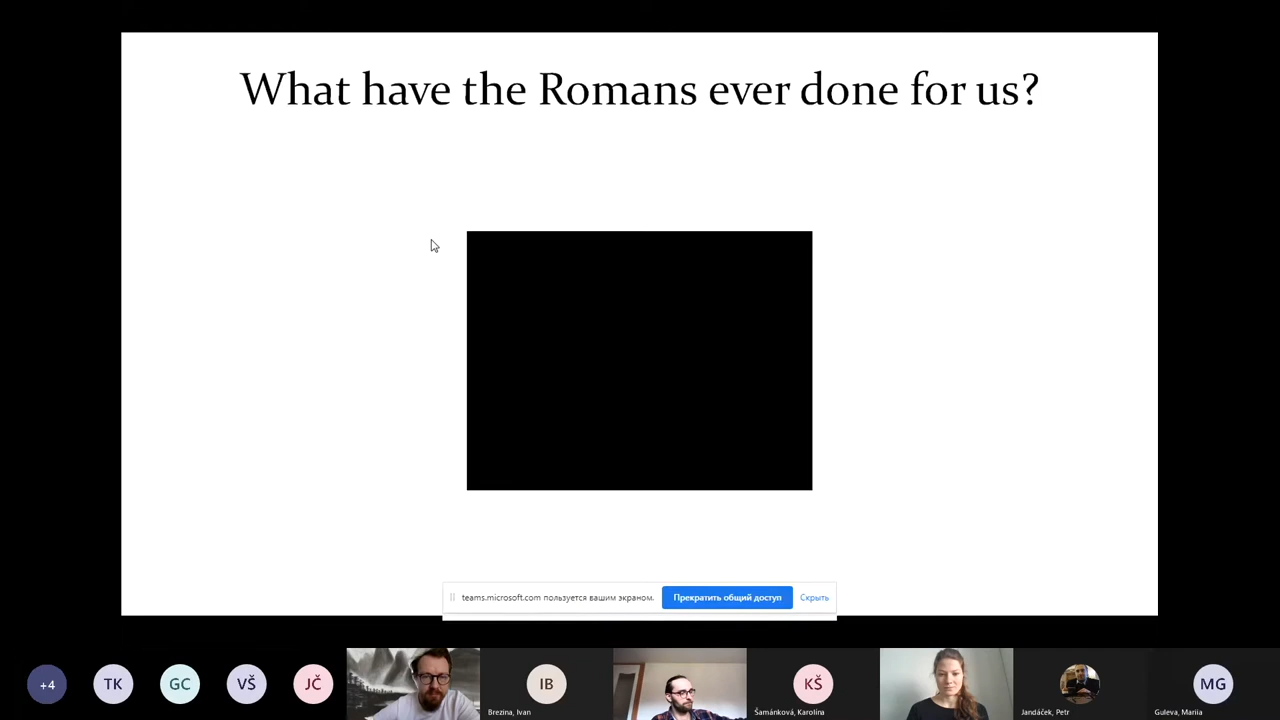 What have the Romans ever done for us?
teams.microsoft.com пользуется вашим экраном.
Прекратить общий доступ
Скрыть
+4
TK
GC
VŠ
JČ
IB
Brezina, Ivan
KŠ
Šamánková, Karolína
Jandáček, Petr
MG
Guleva, Mariia